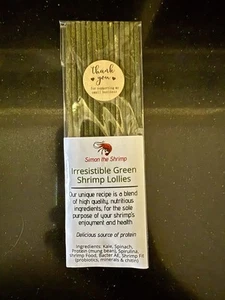 thank
you
for supporting my
small business
Simon the Shrimp
Irresistible Green
Shrimp Lollies
Our unique recipe is a blend
of high quality, nutritious
ingredients, for the sole
purpose of your shrimp's
enjoyment and health
Delicious source of protein
Ingredients: Kale, Spinach,
Protein (mung bean), Spirulina,
Shrimp Food, Bacter AE, Shrimp Fit
(probiotics, minerals & chitin)